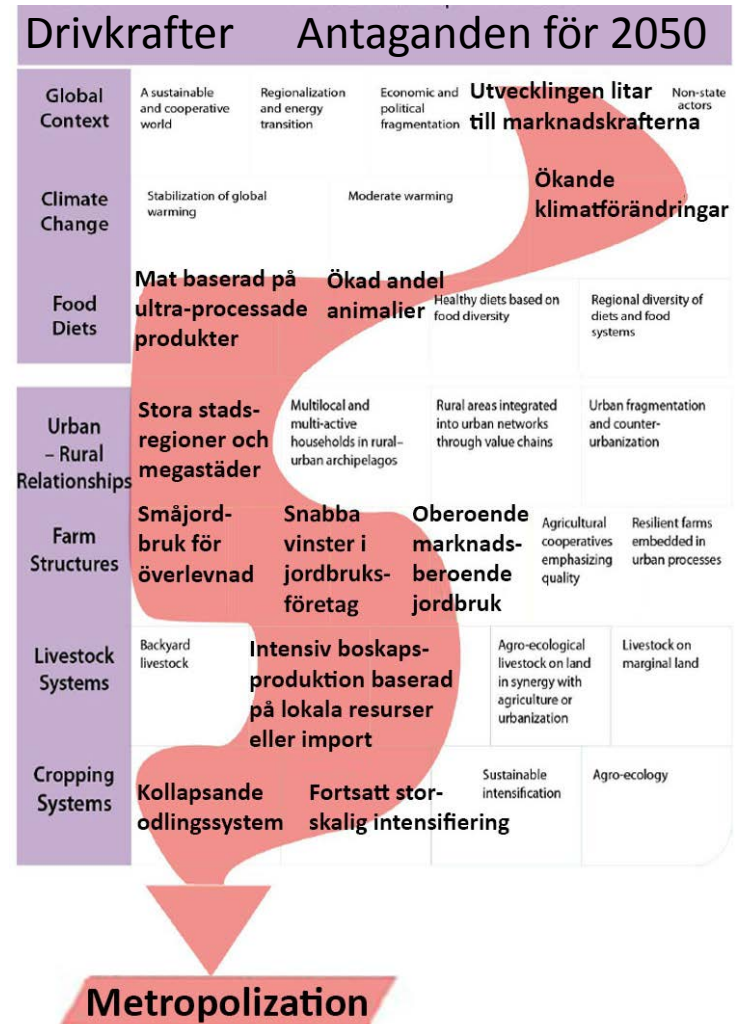 Drivkrafter Antaganden för 2050
Global
Context
A sustainable
and cooperative
world
Regionalization
and energy
transition
Economic and
political
fragmentation
Utvecklingen litar
till marknadskrafterna
Non-state
actors
Climate
Change
Stabilization of global
warming
Moderate warming
Ökande
klimatförändringar
Food
Diets
Mat baserad på
ultra-processade
produkter
Ökad andel
animalier
Healthy diets based on
food diversity
Regional diversity of
diets and food
systems
Urban
– Rural
Relationships
Stora stads-
regioner och
megastäder
Multilocal and
multi-active
households in rural–
urban archipelagos
Rural areas integrated
into urban networks
through value chains
Urban fragmentation
and counter-
urbanization
Farm
Structures
Småjord-
bruk för
överlevnad
Snabba
vinster i
jordbruks-
företag
Oberoende
marknads-
beroende
jordbruk
Agricultural
cooperatives
emphasizing
quality
Resilient farms
embedded in
urban processes
Livestock
Systems
Backyard
livestock
Intensiv boskaps-
produktion baserad
på lokala resurser
eller import
Agro-ecological
livestock on land
in synergy with
agriculture or
urbanization
Livestock on
marginal land
Cropping
Systems
Kollapsande
odlingssystem
Fortsatt stor-
skalig intensifiering
Sustainable
intensification
Agro-ecology
Metropolization